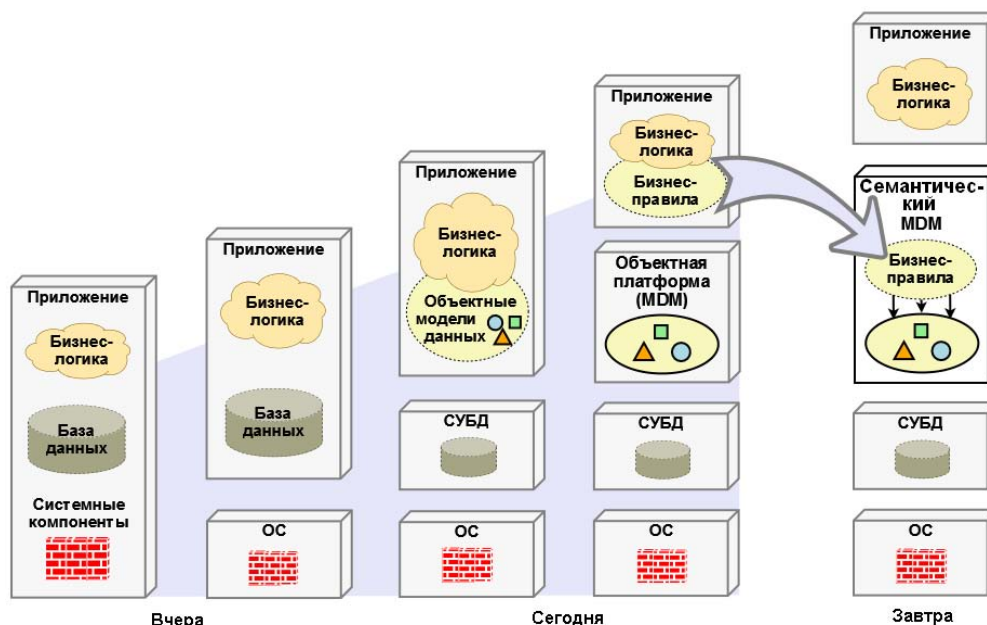 Приложение
Бизнес-
логика
База
данных
Системные
компоненты
Приложение
Бизнес-
логика
База
данных
ОС
Вчера
Приложение
Бизнес-
логика
Объектные
модели
данных
СУБД
ОС
Приложение
Бизнес-
логика
Бизнес-
правила
Объектная
платформа
(MDM)
СУБД
ОС
Сегодня
Приложение
Бизнес-
логика
Семантичес-
кий
MDM
Бизнес-
правила
СУБД
ОС
Завтра